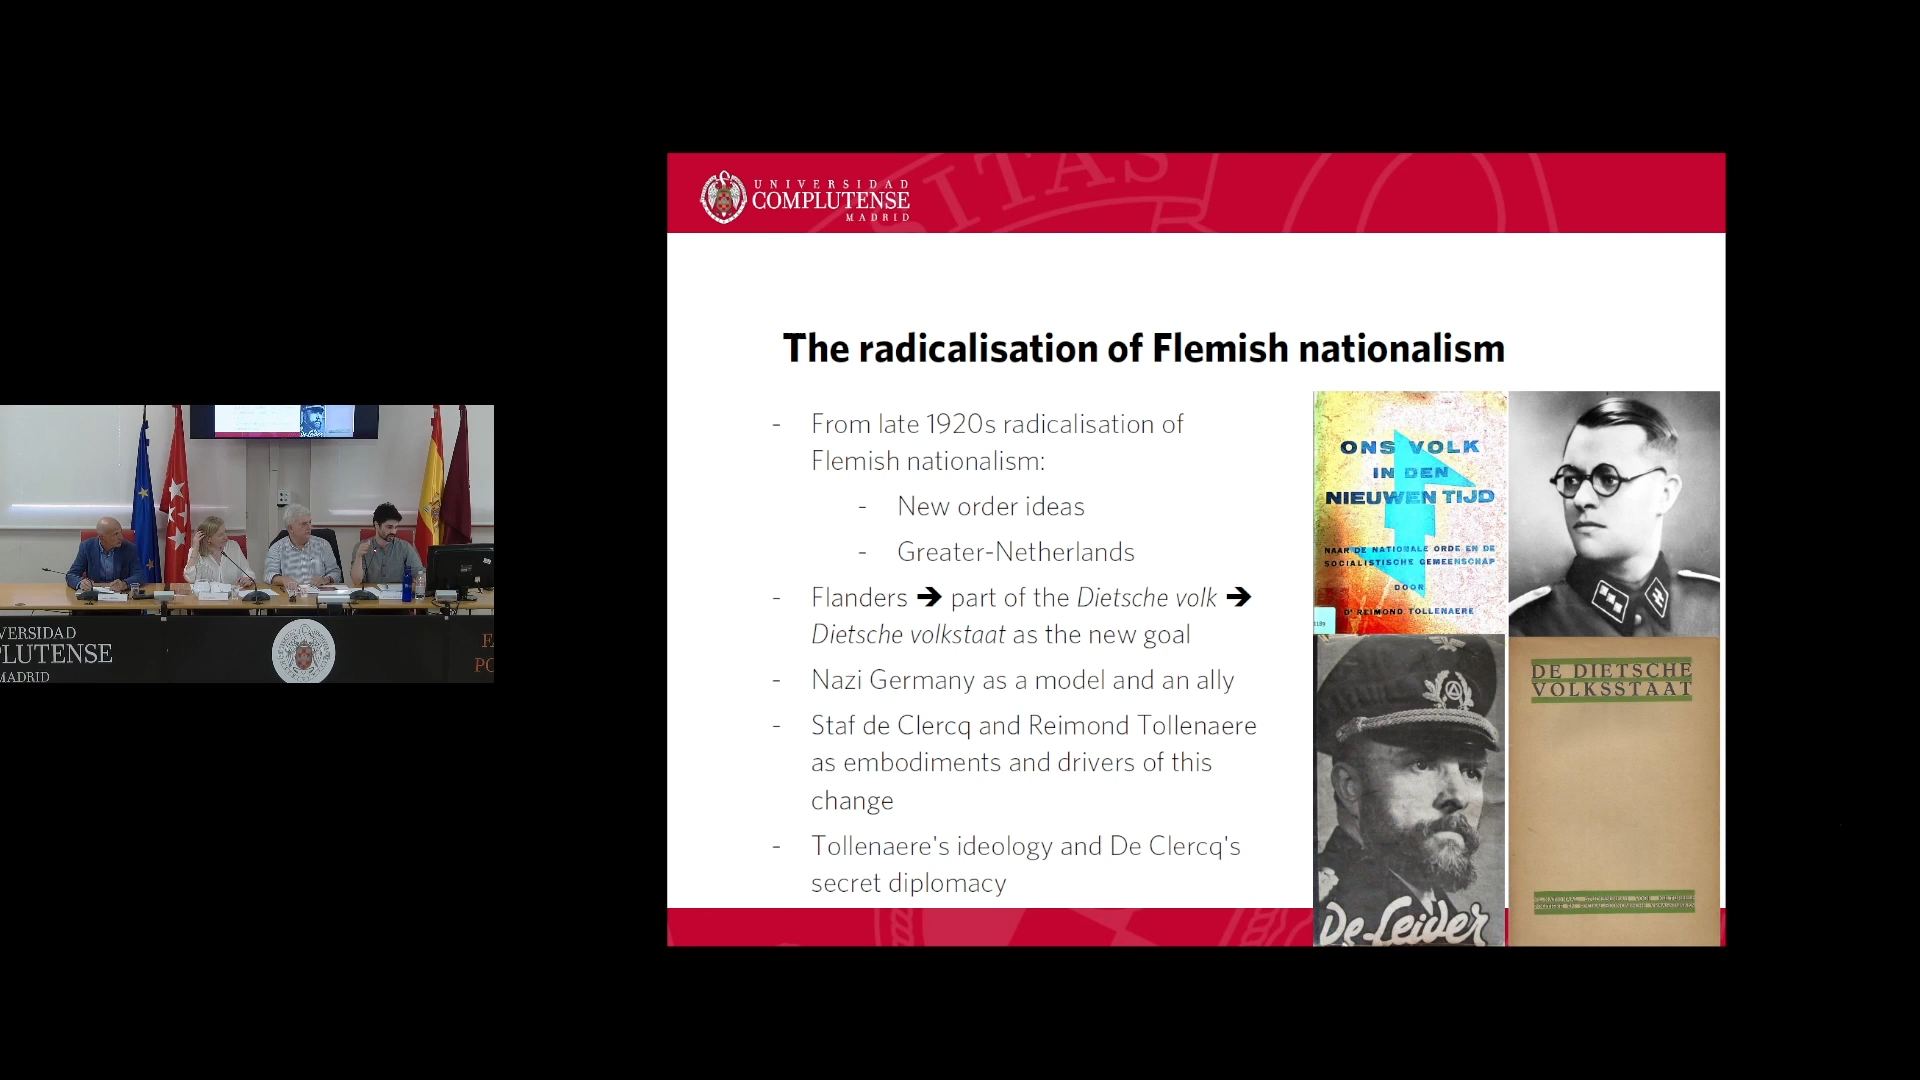 UNIVERSIDAD
COMPLUTENSE
MADRID
The radicalisation of Flemish nationalism
- From late 1920s radicalisation of
Flemish nationalism:
- New order ideas
- Greater-Netherlands
- Flanders ➔ part of the Dietsche volk ➔
Dietsche volkstaat as the new goal
- Nazi Germany as a model and an ally
- Staf de Clercq and Reimond Tollenaere
as embodiments and drivers of this
change
- Tollenaere's ideology and De Clercq's
secret diplomacy
ONS VOLK
IN DEN
NIEUWEN TIJD
NAAR DE NATIONALE ORDE EN DE
SOCIALISTISCHE GEMEENSCHAP
DOOR
Dr REIMOND TOLLENAERE
De Leider
DE DIETSCHE
VOLKSSTAAT
VERSIDAD
PLUTENSE
MADRID